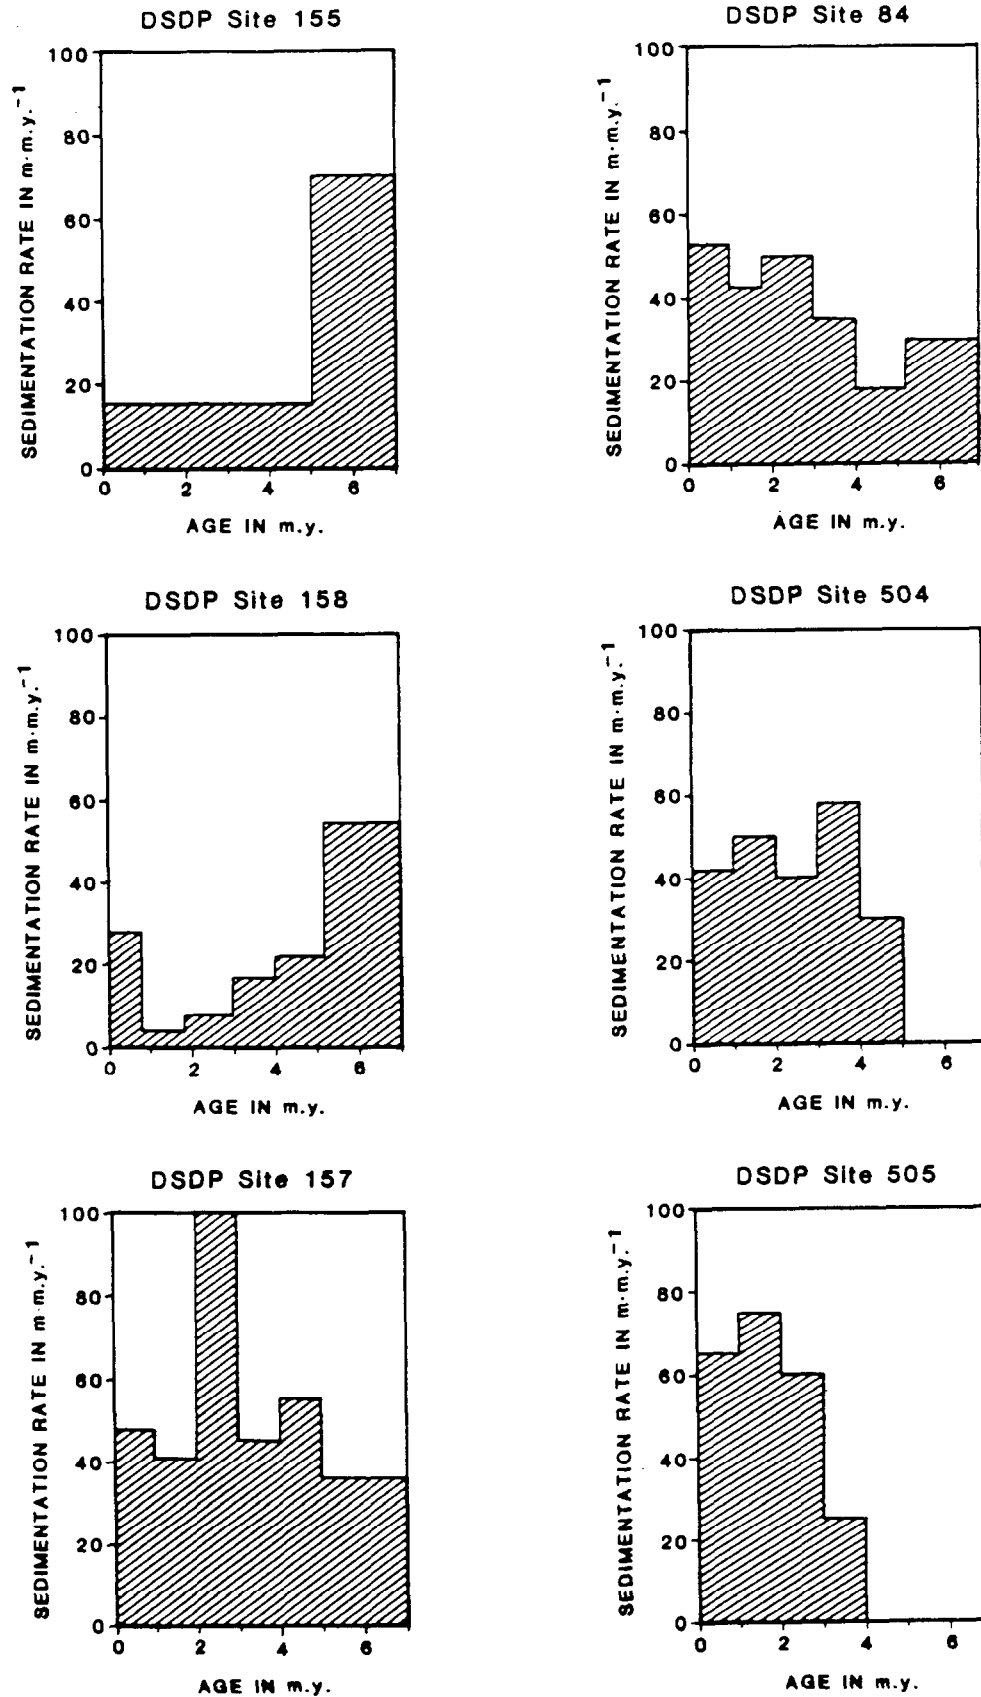 DSDP Site 155
100
80
60
40
20
0
0 2 4 6
SEDIMENTATION RATE IN m·m.y.⁻¹
AGE IN m.y.
DSDP Site 84
100
80
60
40
20
0
0 2 4 6
SEDIMENTATION RATE IN m·m.y.⁻¹
AGE IN m.y.
DSDP Site 158
100
80
60
40
20
0
0 2 4 6
SEDIMENTATION RATE IN m·m.y.⁻¹
AGE IN m.y.
DSDP Site 504
100
80
60
40
20
0
0 2 4 6
SEDIMENTATION RATE IN m·m.y.⁻¹
AGE IN m.y.
DSDP Site 157
100
80
60
40
20
0
0 2 4 6
SEDIMENTATION RATE IN m·m.y.⁻¹
AGE IN m.y.
DSDP Site 505
100
80
60
40
20
0
0 2 4 6
SEDIMENTATION RATE IN m·m.y.⁻¹
AGE IN m.y.